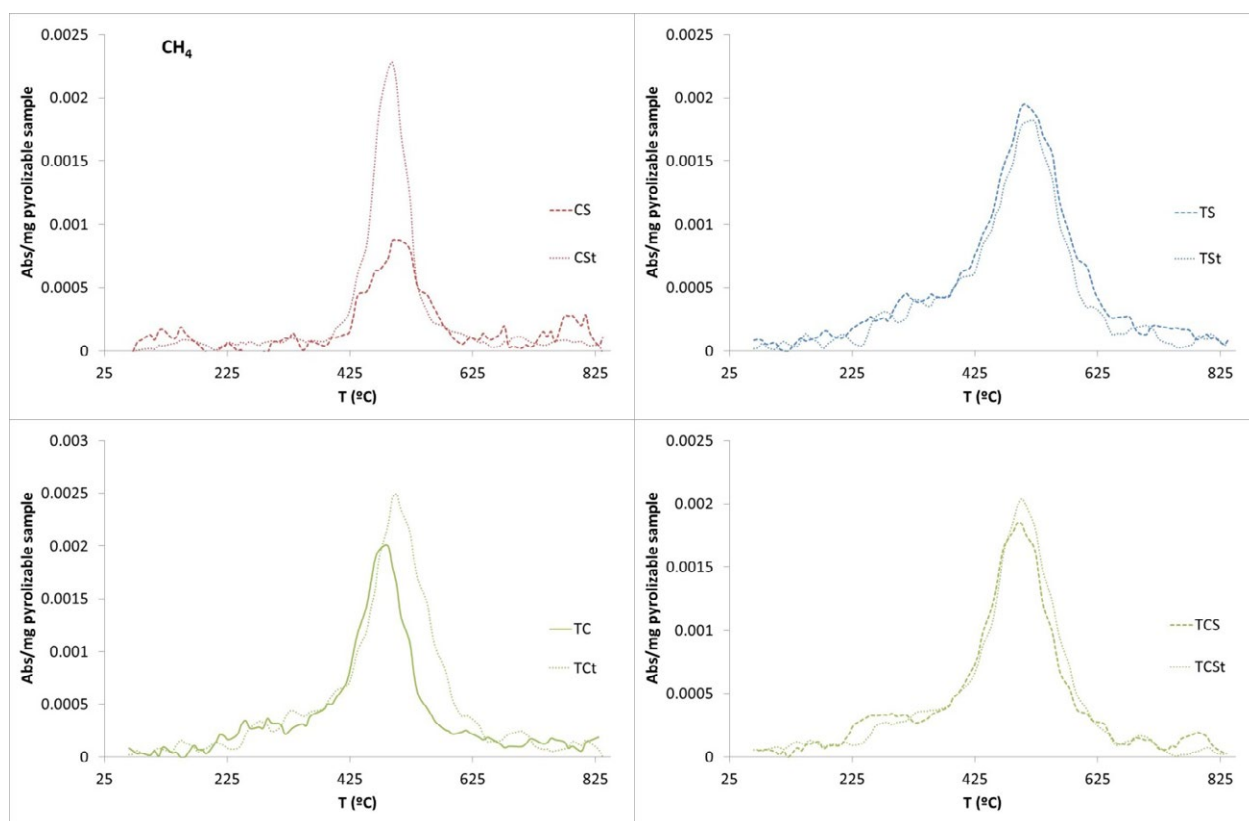 CH4
Abs/mg pyrolizable sample
0.0025
0.002
0.0015
0.001
0.0005
0
25 225 425 625 825
T (ºC)
CS
CSt
Abs/mg pyrolizable sample
0.0025
0.002
0.0015
0.001
0.0005
0
25 225 425 625 825
T (ºC)
TS
TSt
Abs/mg pyrolizable sample
0.003
0.0025
0.002
0.0015
0.001
0.0005
0
25 225 425 625 825
T (ºC)
TC
TCt
Abs/mg pyrolizable sample
0.0025
0.002
0.0015
0.001
0.0005
0
25 225 425 625 825
T (ºC)
TCS
TCSt